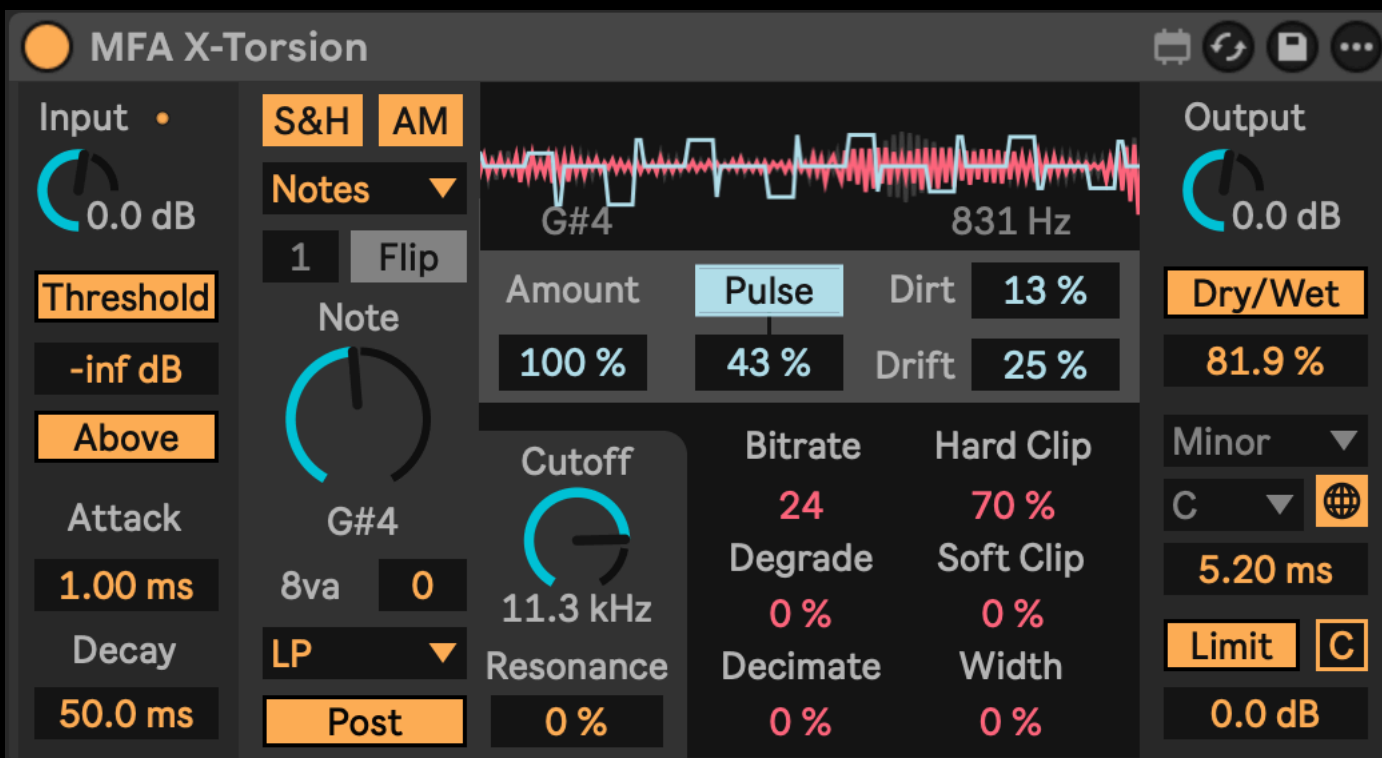 MFA X-Torsion
Input
0.0 dB
Threshold
-inf dB
Above
Attack
1.00 ms
Decay
50.0 ms
S&H AM
Notes
1 Flip
Note
G#4
8va 0
LP
Post
G#4 831 Hz
Amount Pulse Dirt 13 %
100 % 43 % Drift 25 %
Cutoff
11.3 kHz
Resonance
0 %
Bitrate Hard Clip
24 70 %
Degrade Soft Clip
0 % 0 %
Decimate Width
0 % 0 %
Output
0.0 dB
Dry/Wet
81.9 %
Minor
C
5.20 ms
Limit C
0.0 dB